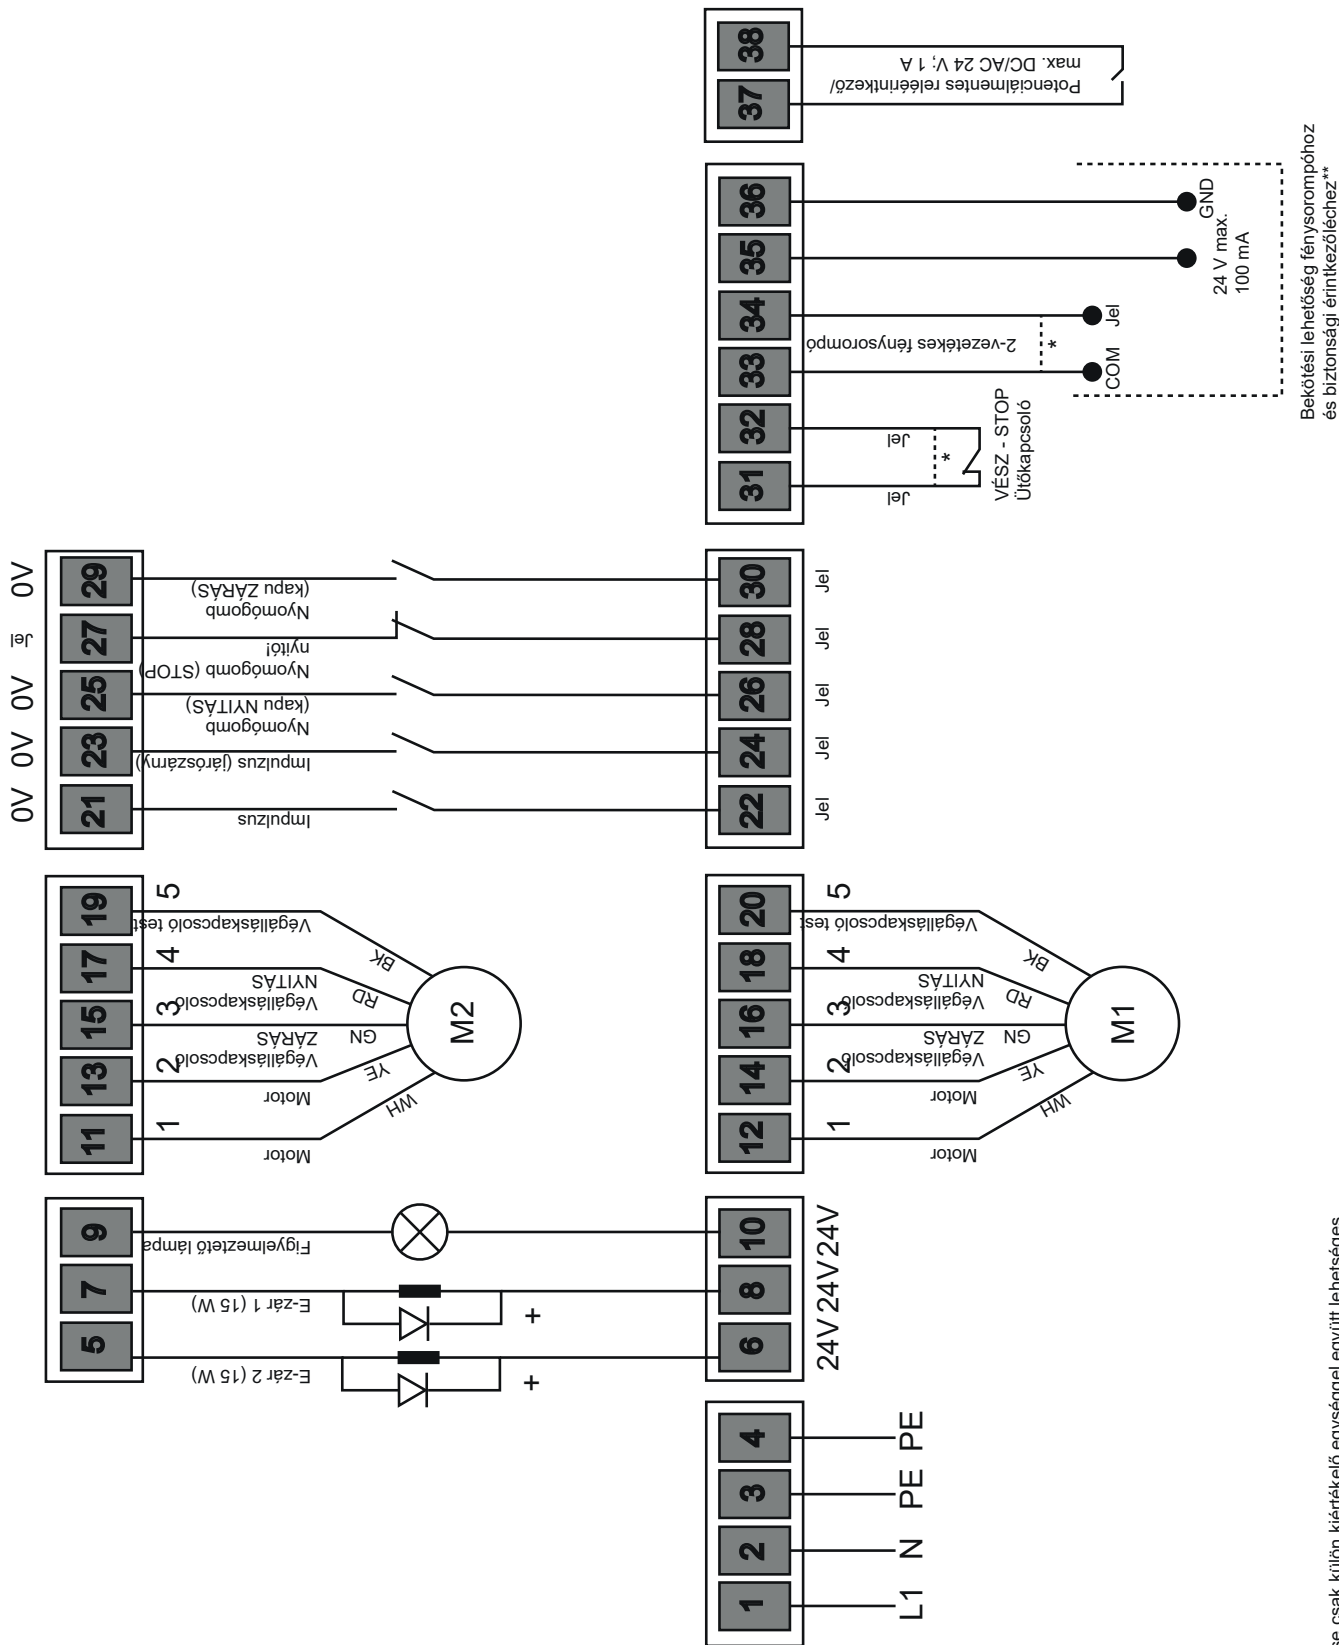 38
37
Potenciálmentes reléérintkező/
max. DC/AC 24 V; 1 A
36
35
34
33
32
31
GND
24 V max.
100 mA
Jel
COM
2-vezetékes fénysorompó
*
Jel
Jel
*
VÉSZ - STOP
Ütőkapcsoló
Bekötési lehetőség fénysorompóhoz
és biztonsági érintkezőléchez**
0V
Jel
0V
0V
0V
29
27
25
23
21
Nyomógomb
(kapu ZÁRÁS)
Nyomógomb (STOP)
nyitó!
Nyomógomb
(kapu NYITÁS)
Impulzus (járószárny)
Impulzus
30
28
26
24
22
Jel
Jel
Jel
Jel
Jel
19
17
15
13
11
5
4
3
2
1
Végálláskapcsoló test
Végálláskapcsoló
NYITÁS
Végálláskapcsoló
ZÁRÁS
Motor
Motor
BK
RD
GN
YE
WH
M2
20
18
16
14
12
5
4
3
2
1
Végálláskapcsoló test
Végálláskapcsoló
NYITÁS
Végálláskapcsoló
ZÁRÁS
Motor
Motor
BK
RD
GN
YE
WH
M1
9
7
5
Figyelmeztető lámpa
E-zár 1 (15 W)
E-zár 2 (15 W)
+
+
10
8
6
24V 24V 24V
4
3
2
1
PE
PE
N
L1
csak külön kiértékelő egységgel együtt lehetséges